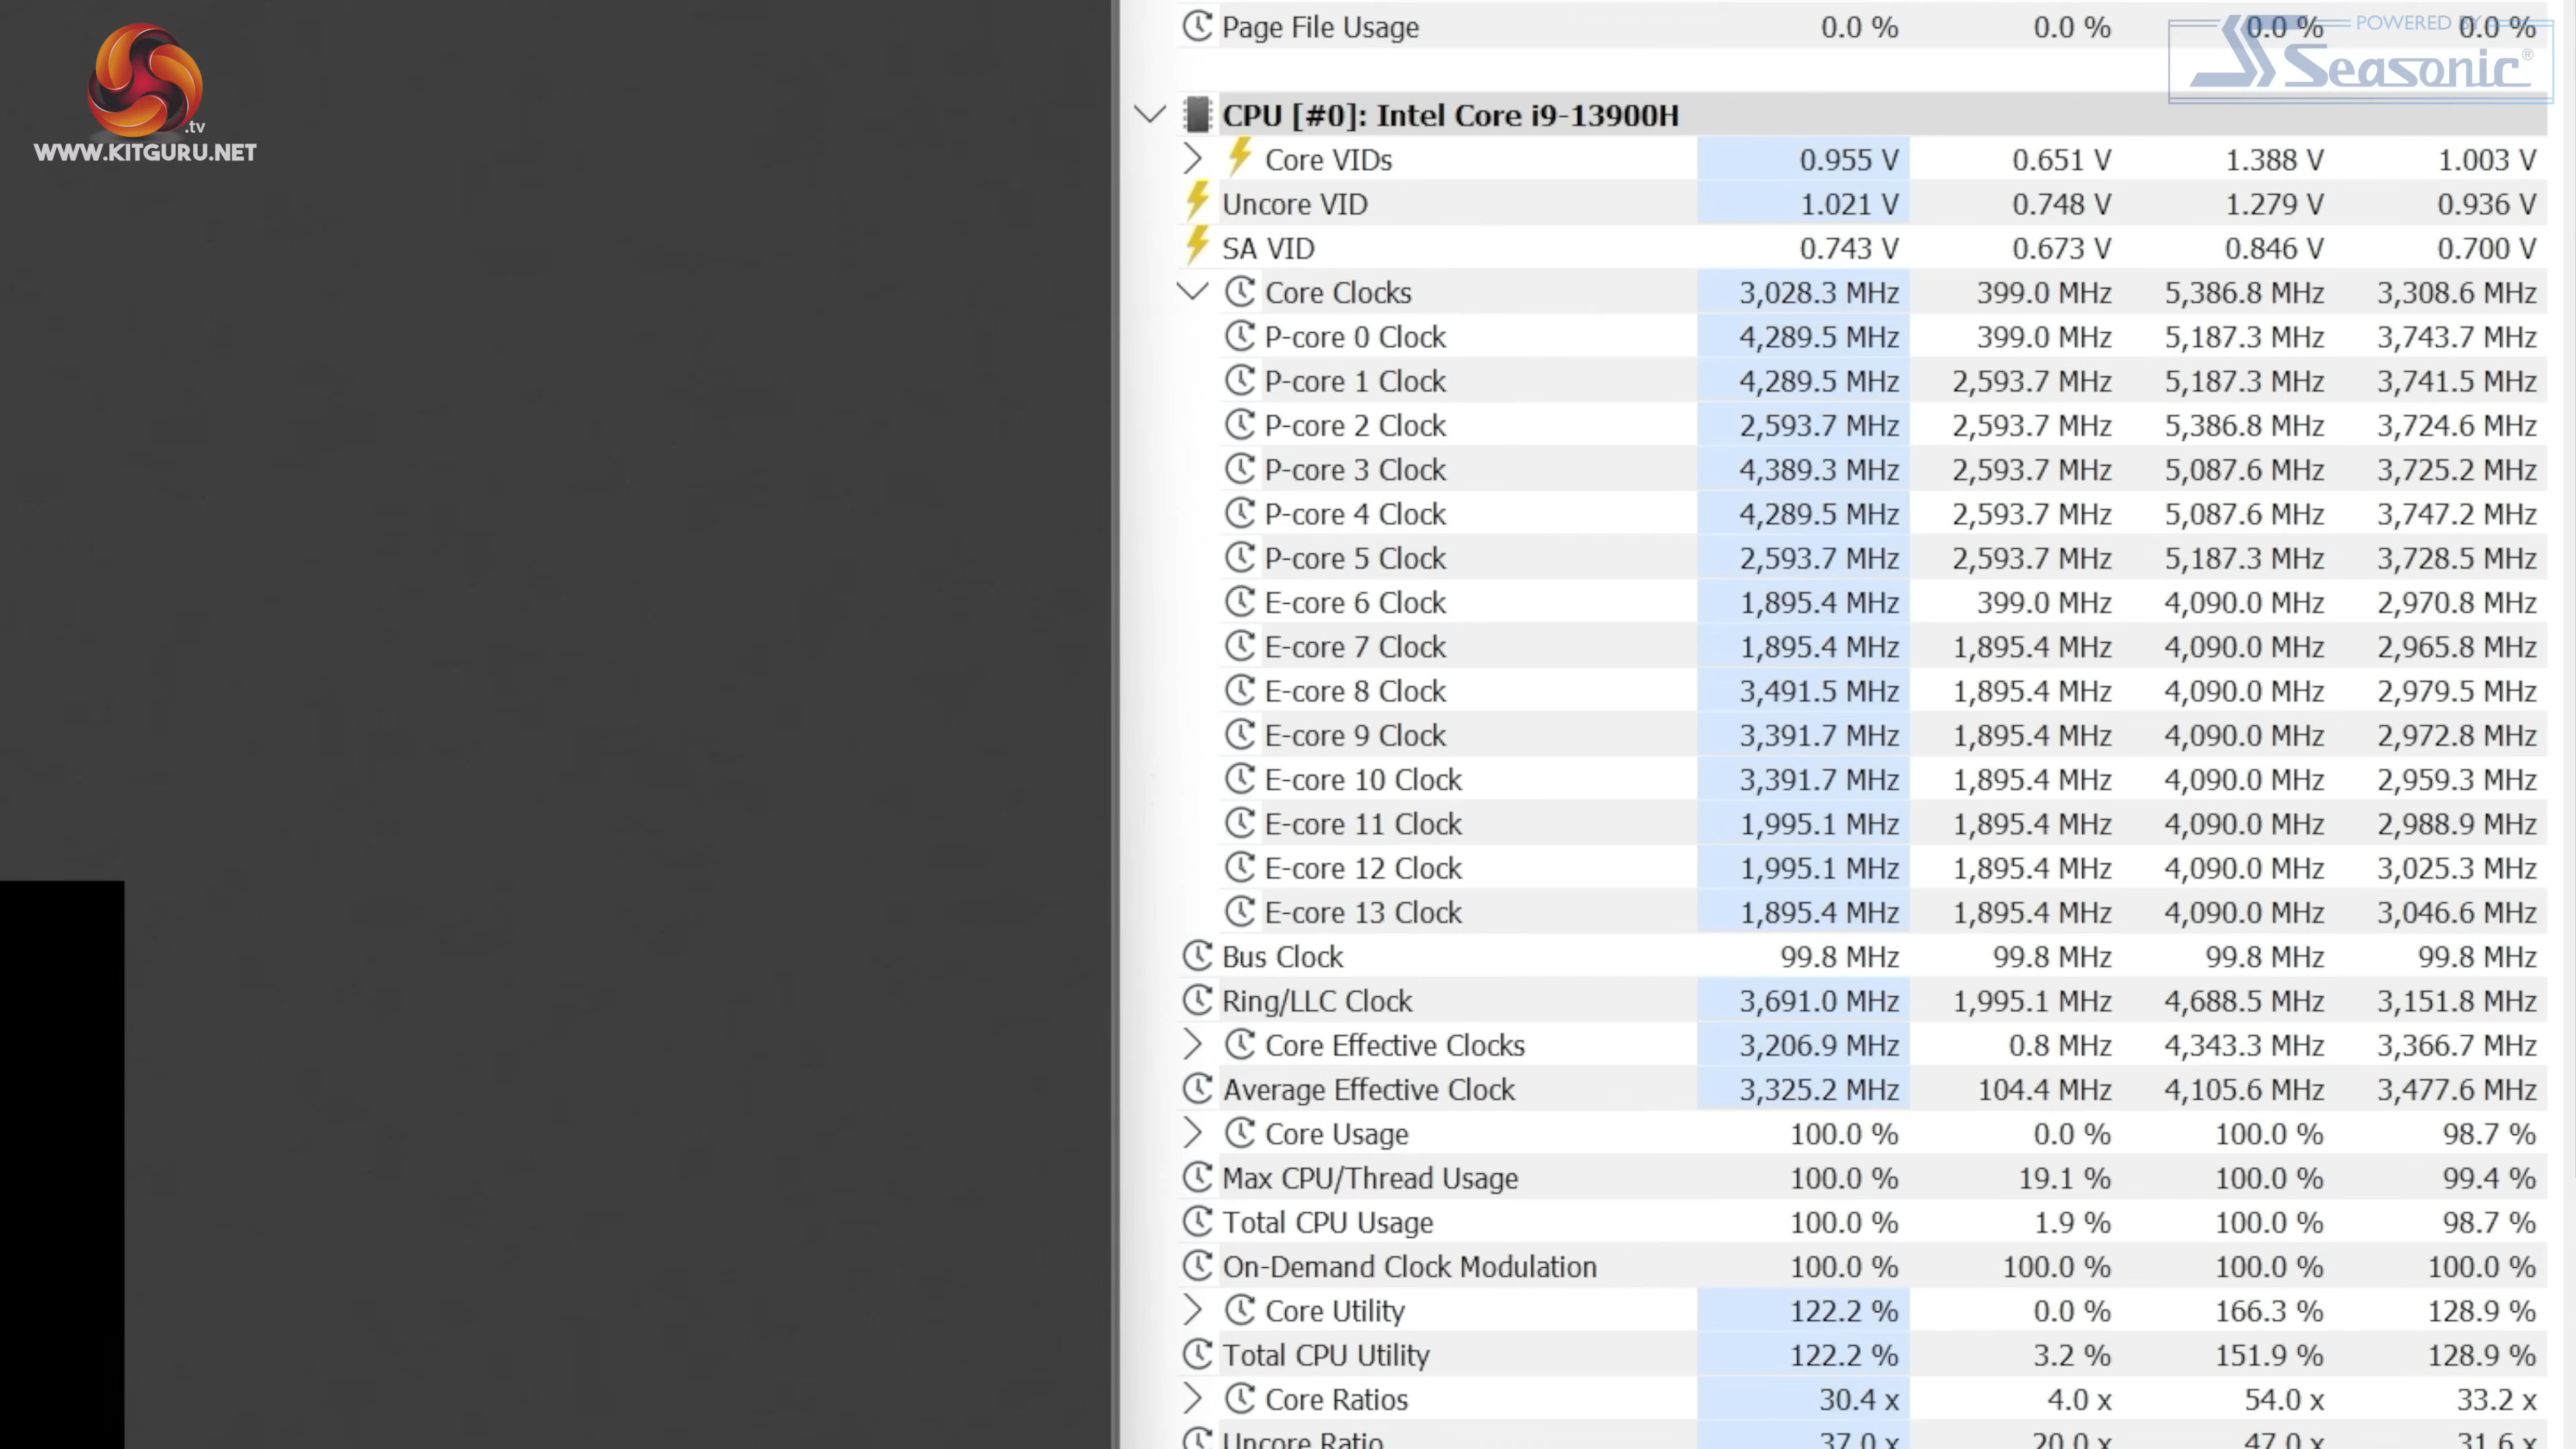 .tv
WWW.KITGURU.NET
POWERED BY
Seasonic®
Page File Usage 0.0 % 0.0 % 0.0 % 0.0 %
CPU [#0]: Intel Core i9-13900H
Core VIDs 0.955 V 0.651 V 1.388 V 1.003 V
Uncore VID 1.021 V 0.748 V 1.279 V 0.936 V
SA VID 0.743 V 0.673 V 0.846 V 0.700 V
Core Clocks 3,028.3 MHz 399.0 MHz 5,386.8 MHz 3,308.6 MHz
P-core 0 Clock 4,289.5 MHz 399.0 MHz 5,187.3 MHz 3,743.7 MHz
P-core 1 Clock 4,289.5 MHz 2,593.7 MHz 5,187.3 MHz 3,741.5 MHz
P-core 2 Clock 2,593.7 MHz 2,593.7 MHz 5,386.8 MHz 3,724.6 MHz
P-core 3 Clock 4,389.3 MHz 2,593.7 MHz 5,087.6 MHz 3,725.2 MHz
P-core 4 Clock 4,289.5 MHz 2,593.7 MHz 5,087.6 MHz 3,747.2 MHz
P-core 5 Clock 2,593.7 MHz 2,593.7 MHz 5,187.3 MHz 3,728.5 MHz
E-core 6 Clock 1,895.4 MHz 399.0 MHz 4,090.0 MHz 2,970.8 MHz
E-core 7 Clock 1,895.4 MHz 1,895.4 MHz 4,090.0 MHz 2,965.8 MHz
E-core 8 Clock 3,491.5 MHz 1,895.4 MHz 4,090.0 MHz 2,979.5 MHz
E-core 9 Clock 3,391.7 MHz 1,895.4 MHz 4,090.0 MHz 2,972.8 MHz
E-core 10 Clock 3,391.7 MHz 1,895.4 MHz 4,090.0 MHz 2,959.3 MHz
E-core 11 Clock 1,995.1 MHz 1,895.4 MHz 4,090.0 MHz 2,988.9 MHz
E-core 12 Clock 1,995.1 MHz 1,895.4 MHz 4,090.0 MHz 3,025.3 MHz
E-core 13 Clock 1,895.4 MHz 1,895.4 MHz 4,090.0 MHz 3,046.6 MHz
Bus Clock 99.8 MHz 99.8 MHz 99.8 MHz 99.8 MHz
Ring/LLC Clock 3,691.0 MHz 1,995.1 MHz 4,688.5 MHz 3,151.8 MHz
Core Effective Clocks 3,206.9 MHz 0.8 MHz 4,343.3 MHz 3,366.7 MHz
Average Effective Clock 3,325.2 MHz 104.4 MHz 4,105.6 MHz 3,477.6 MHz
Core Usage 100.0 % 0.0 % 100.0 % 98.7 %
Max CPU/Thread Usage 100.0 % 19.1 % 100.0 % 99.4 %
Total CPU Usage 100.0 % 1.9 % 100.0 % 98.7 %
On-Demand Clock Modulation 100.0 % 100.0 % 100.0 % 100.0 %
Core Utility 122.2 % 0.0 % 166.3 % 128.9 %
Total CPU Utility 122.2 % 3.2 % 151.9 % 128.9 %
Core Ratios 30.4 x 4.0 x 54.0 x 33.2 x
Uncore Ratio 37.0 x 20.0 x 47.0 x 31.6 x